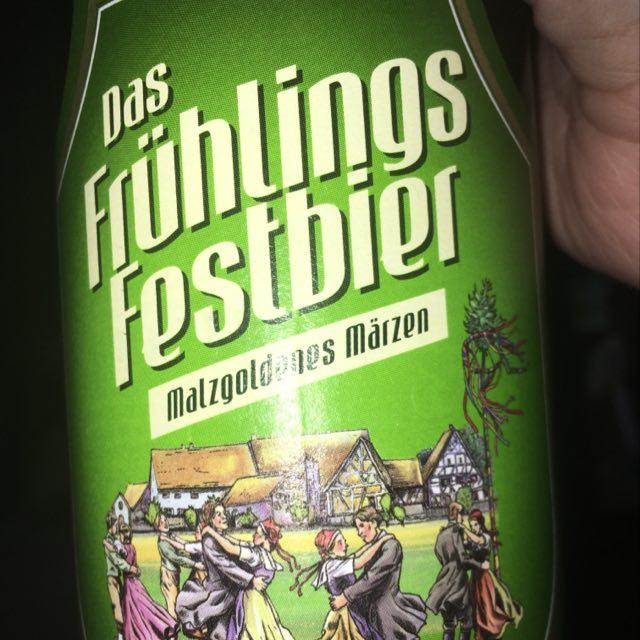 Das
Frühlings
Festbier
Malzgoldenes Märzen